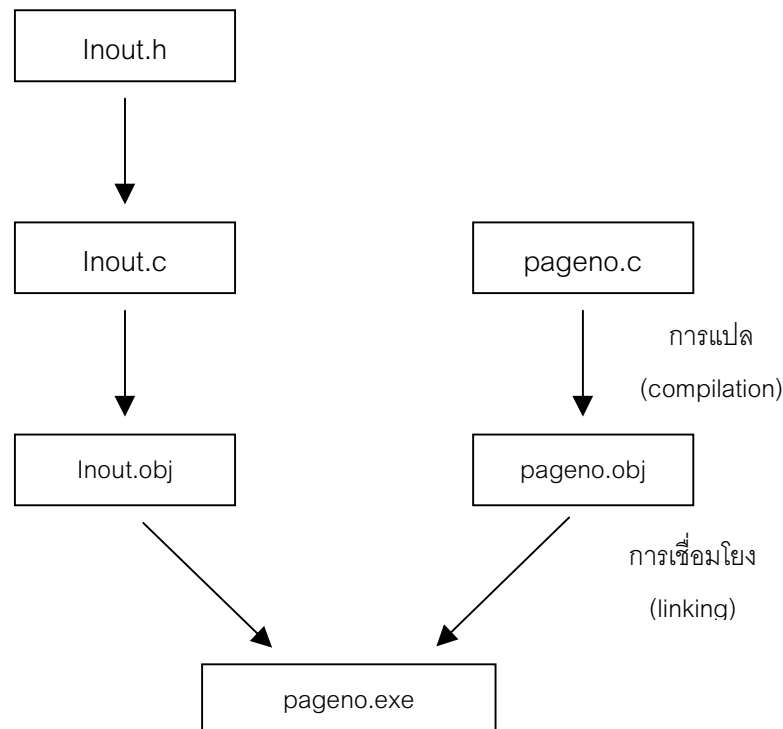 Inout.h
Inout.c
pageno.c
การแปล
(compilation)
Inout.obj
pageno.obj
การเชื่อมโยง
(linking)
pageno.exe